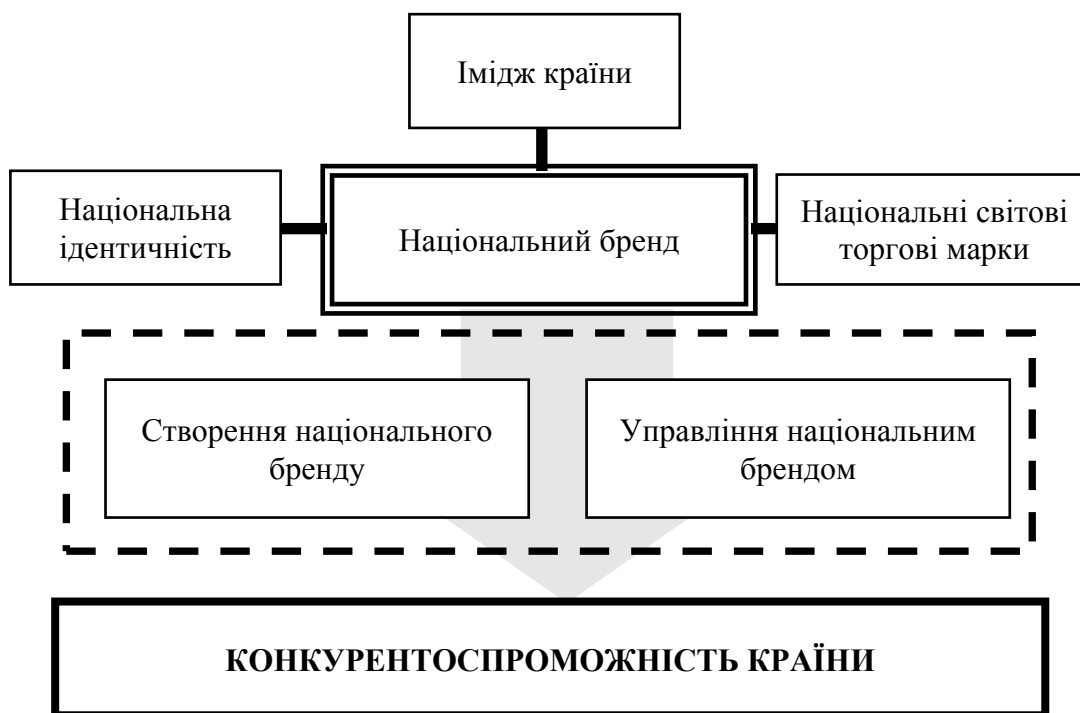 Імідж країни
Національна
ідентичність
Національний бренд
Національні світові
торгові марки
Створення національного
бренду
Управління національним
брендом
КОНКУРЕНТОСПРОМОЖНІСТЬ КРАЇНИ